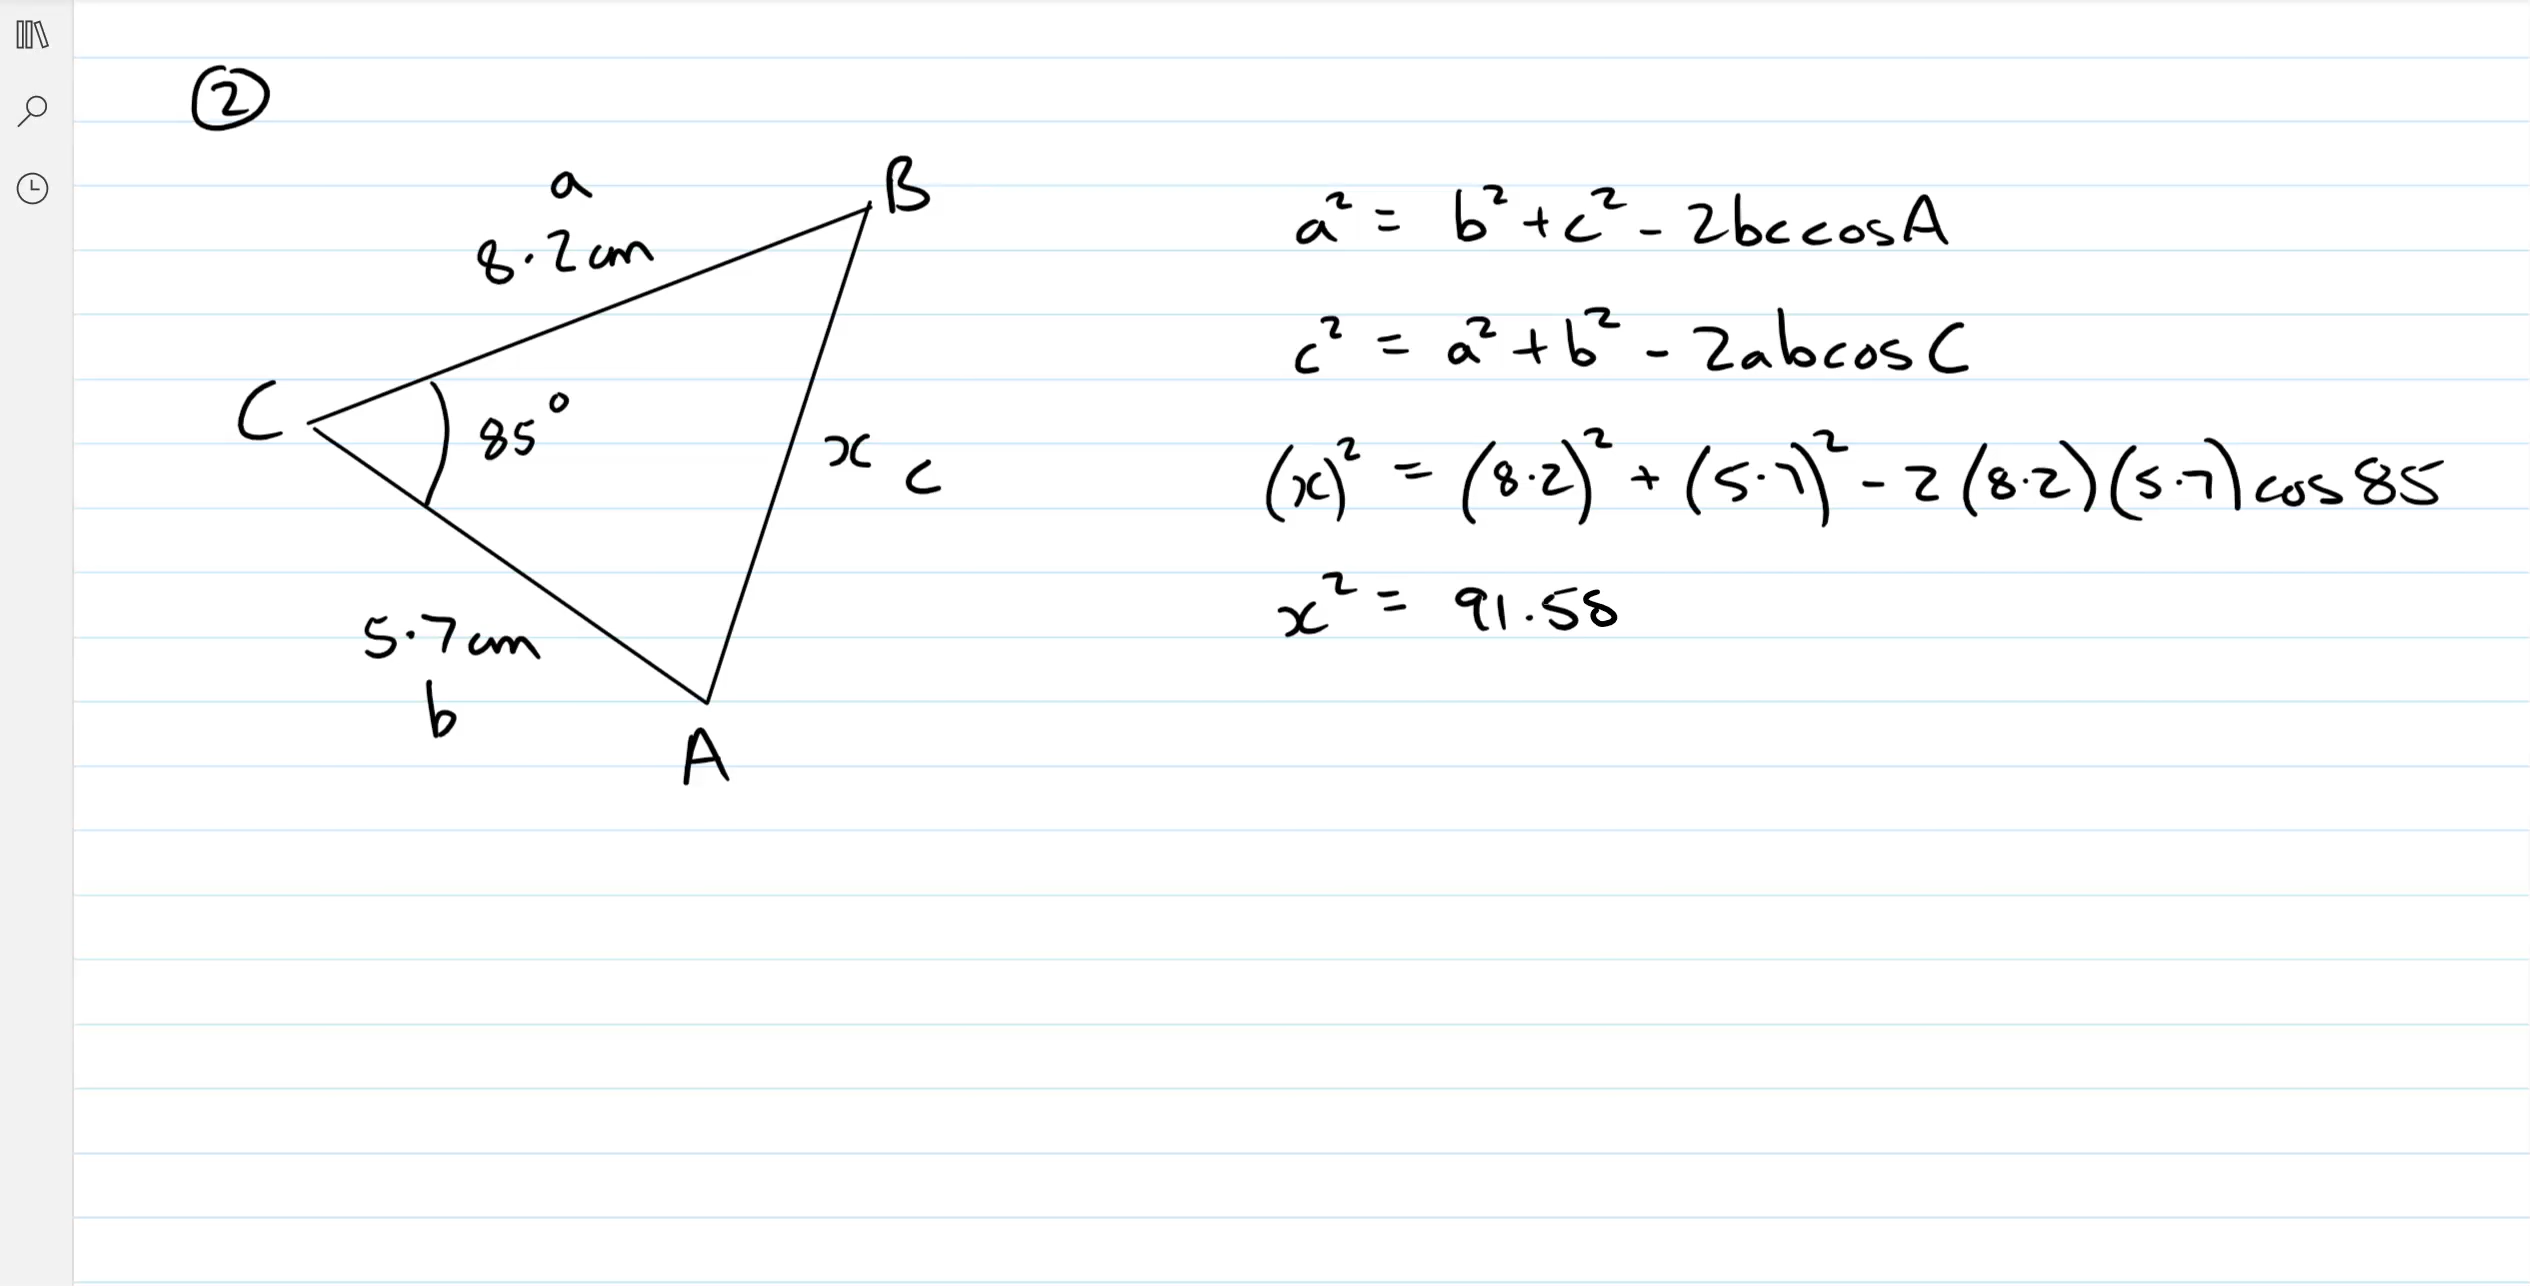 ②
a
8.2cm
B
C
85°
x c
5.7cm
b
A
a² = b² + c² - 2bccosA
c² = a² + b² - 2abcosC
(x)² = (8.2)² + (5.7)² - 2(8.2)(5.7)cos85
x² = 91.58